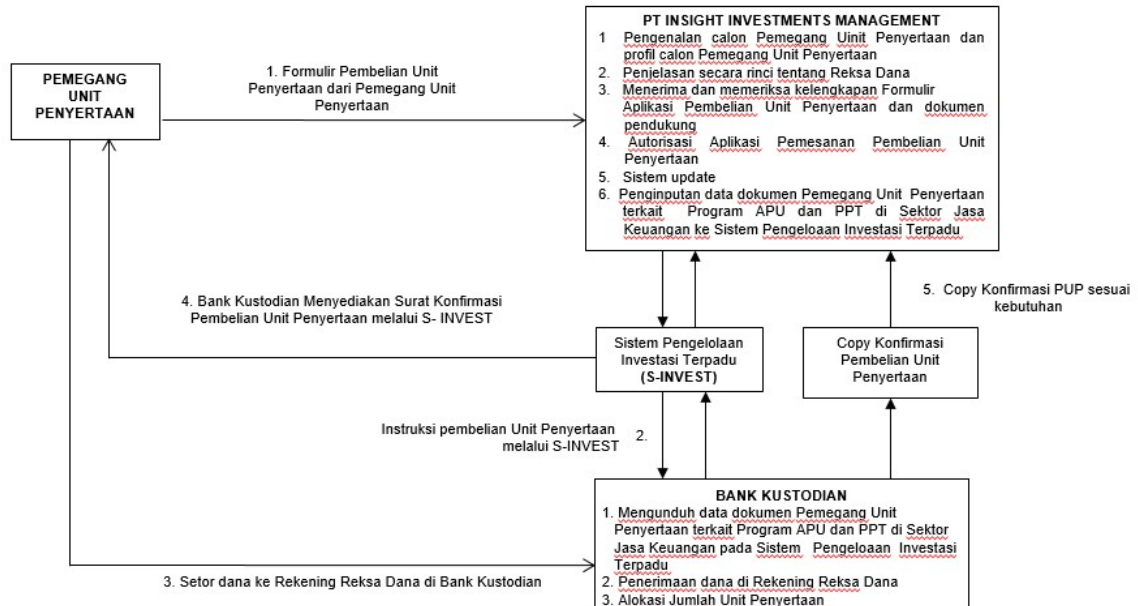 PT INSIGHT INVESTMENTS MANAGEMENT
1 Pengenalan calon Pemegang Uinit Penyertaan dan
profil calon Pemegang Unit Penyertaan
2. Penjelasan secara rinci tentang Reksa Dana
3. Menerima dan memeriksa kelengkapan Formulir
Aplikasi Pembelian Unit Penyertaan dan dokumen
pendukung
4. Autorisasi Aplikasi Pemesanan Pembelian Unit
Penyertaan
5. Sistem update
6. Penginputan data dokumen Pemegang Unit Penyertaan
terkait Program APU dan PPT di Sektor Jasa
Keuangan ke Sistem Pengeloaan Investasi Terpadu
PEMEGANG
UNIT
PENYERTAAN
1. Formulir Pembelian Unit
Penyertaan dari Pemegang Unit
Penyertaan
4. Bank Kustodian Menyediakan Surat Konfirmasi
Pembelian Unit Penyertaan melalui S- INVEST
5. Copy Konfirmasi PUP sesuai
kebutuhan
Sistem Pengelolaan
Investasi Terpadu
(S-INVEST)
Copy Konfirmasi
Pembelian Unit
Penyertaan
Instruksi pembelian Unit Penyertaan 2.
melalui S-INVEST
BANK KUSTODIAN
1. Mengunduh data dokumen Pemegang Unit
Penyertaan terkait Program APU dan PPT di Sektor
Jasa Keuangan pada Sistem Pengeloaan Investasi
Terpadu
2. Penerimaan dana di Rekening Reksa Dana
3. Alokasi Jumlah Unit Penyertaan
3. Setor dana ke Rekening Reksa Dana di Bank Kustodian